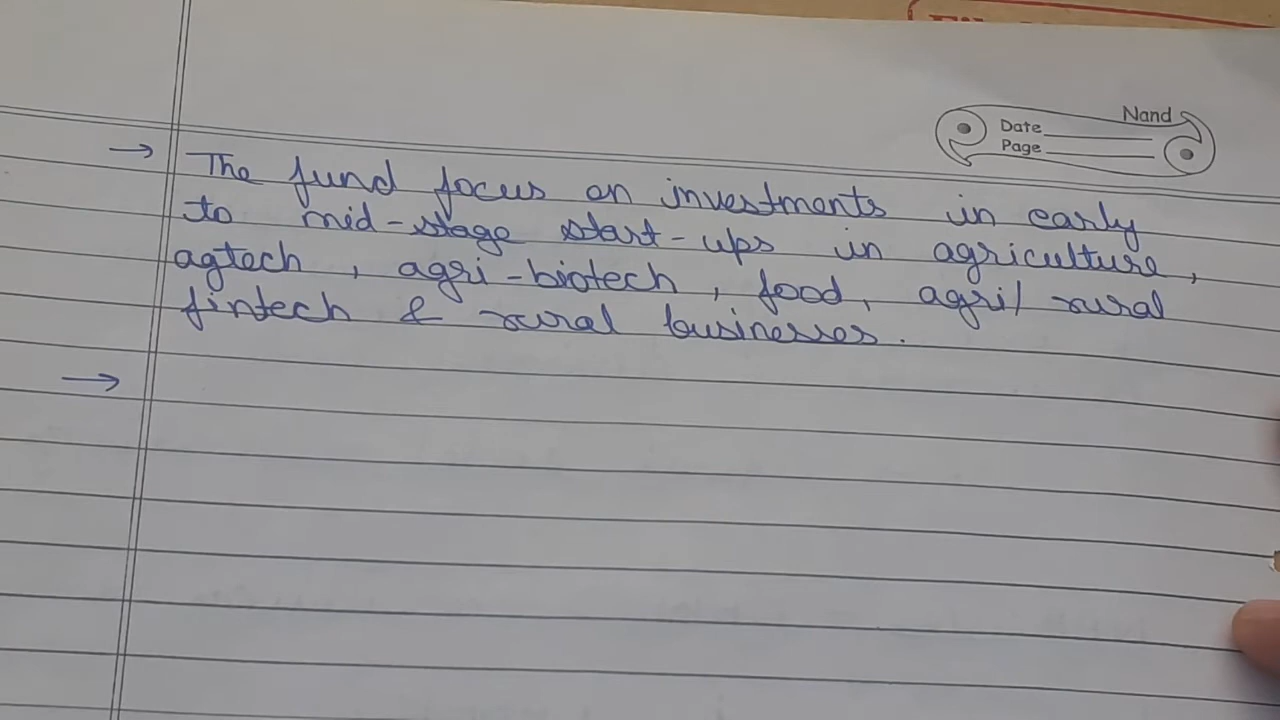 Nand
Date
Page
→ The fund focus on investments in early
to mid-stage start-ups in agriculture,
agtech, agri-biotech, food, agri/rural
fintech & rural businesses.
→